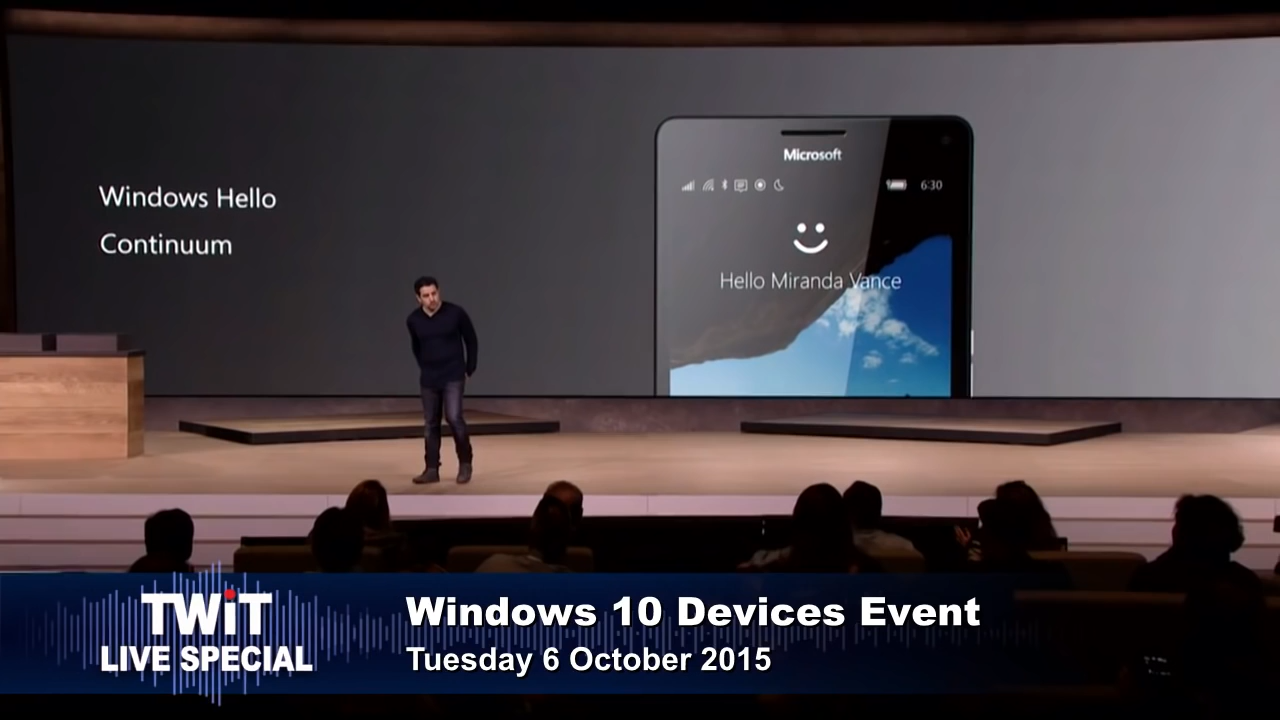 Windows Hello
Continuum
Microsoft
6:30
Hello Miranda Vance
TWiT
LIVE SPECIAL
Windows 10 Devices Event
Tuesday 6 October 2015